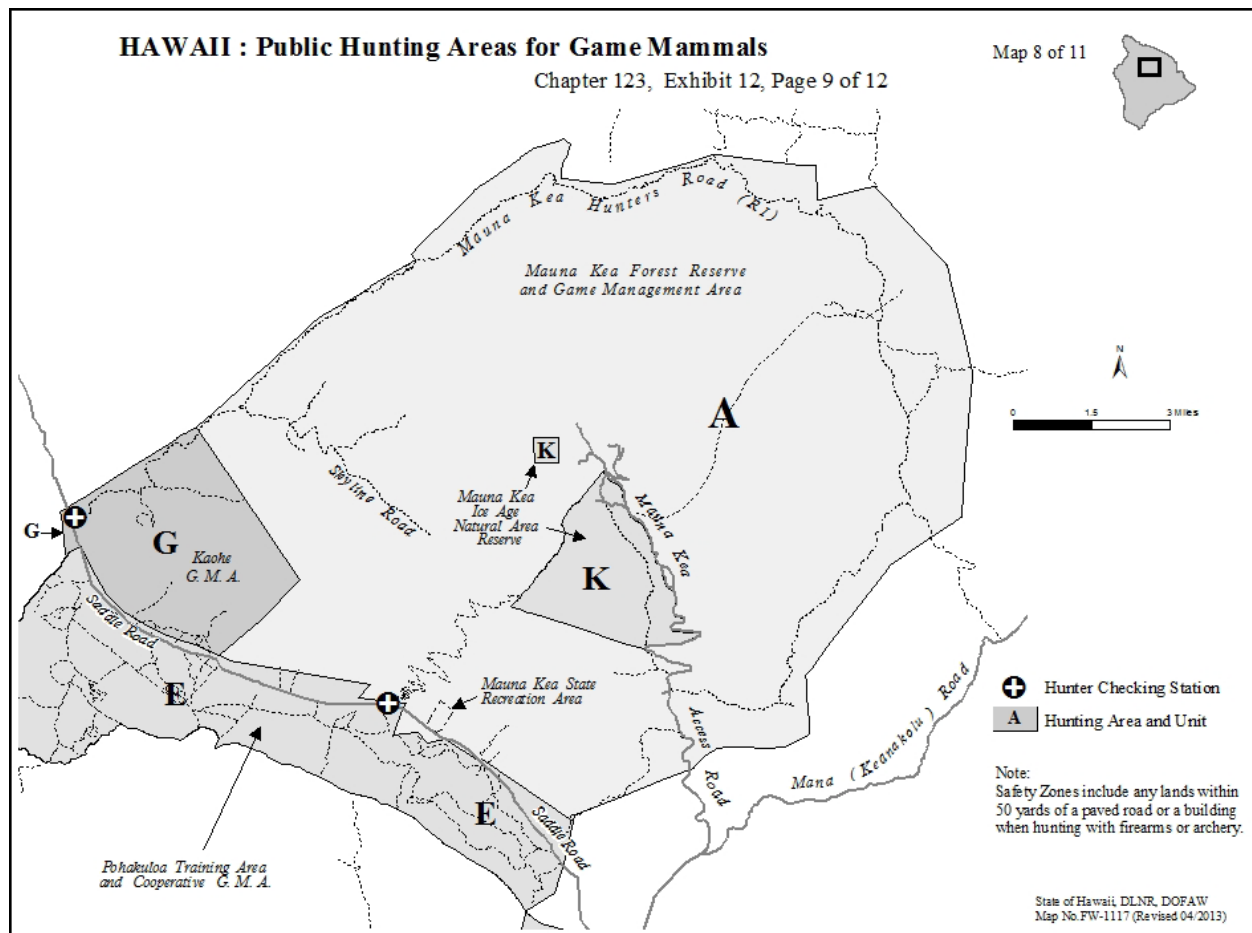 HAWAII : Public Hunting Areas for Game Mammals
Chapter 123, Exhibit 12, Page 9 of 12
Map 8 of 11
Mauna Kea Hunters Road (R1)
Mauna Kea Forest Reserve
and Game Management Area
N
0 1.5 3 Miles
A
K
Skyline Road
Mauna Kea
Ice Age
Natural Area
Reserve
Mauna Kea
G
G
Kaohe
G. M. A.
K
Saddle Road
E
Mauna Kea State
Recreation Area
Access
Road
Mana (Keanakolu) Road
Hunter Checking Station
A Hunting Area and Unit
E
Saddle Road
Note:
Safety Zones include any lands within
50 yards of a paved road or a building
when hunting with firearms or archery.
Pohakuloa Training Area
and Cooperative G. M. A.
State of Hawaii, DLNR, DOFAW
Map No.FW-1117 (Revised 04/2013)